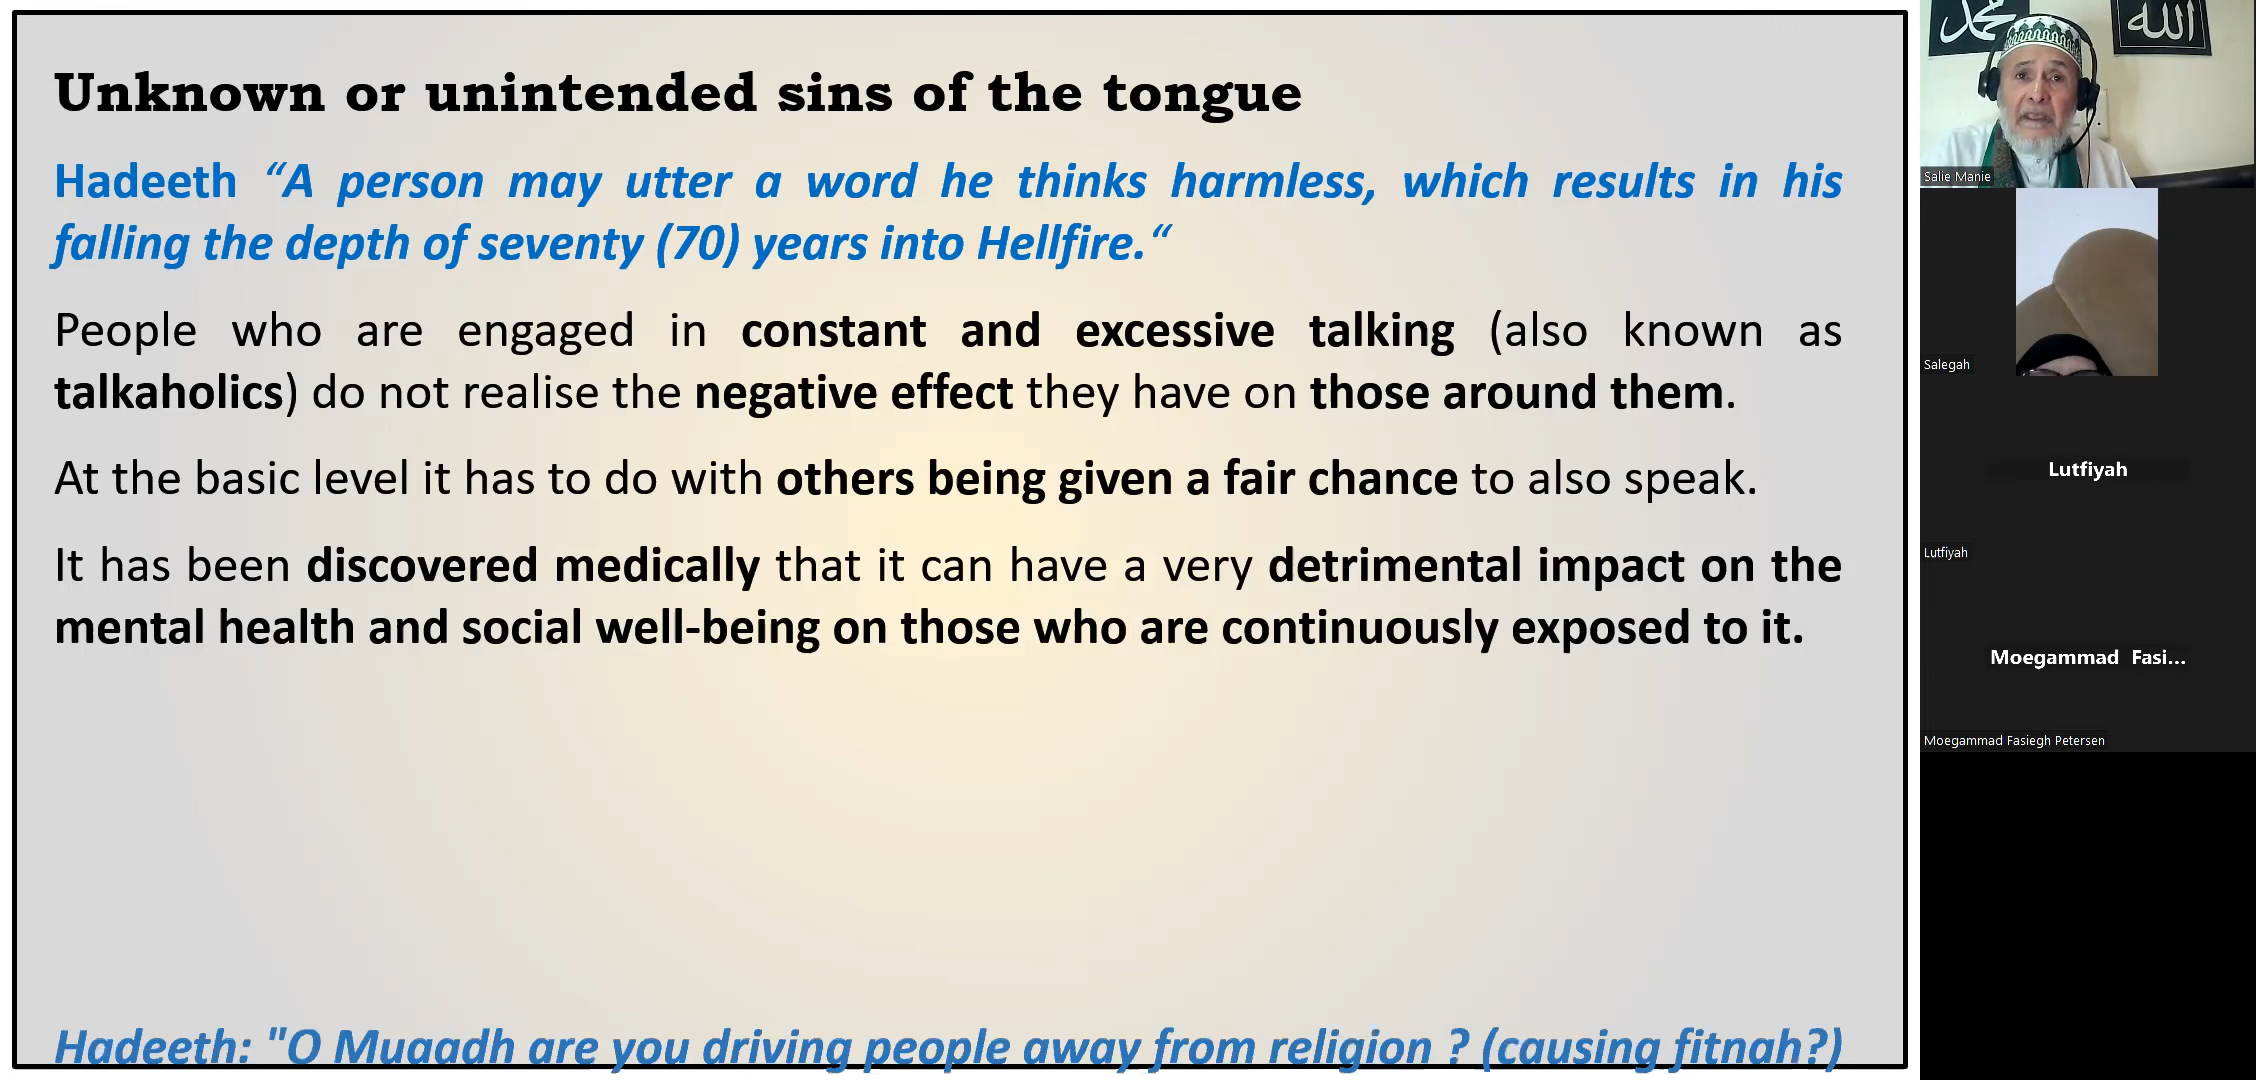 Unknown or unintended sins of the tongue
Hadeeth “A person may utter a word he thinks harmless, which results in his
falling the depth of seventy (70) years into Hellfire.“
People who are engaged in constant and excessive talking (also known as
talkaholics) do not realise the negative effect they have on those around them.
At the basic level it has to do with others being given a fair chance to also speak.
It has been discovered medically that it can have a very detrimental impact on the
mental health and social well-being on those who are continuously exposed to it.
Hadeeth: "O Muaadh are you driving people away from religion ? (causing fitnah?)
محمد
الله
Salie Manie
Salegah
Lutfiyah
Lutfiyah
Moegammad Fasi...
Moegammad Fasiegh Petersen